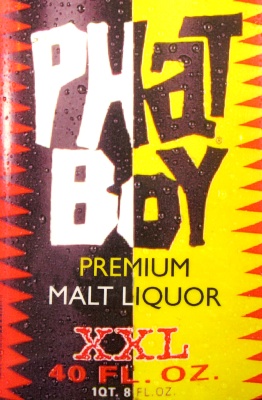 PHaT
BOY
®
PREMIUM
MALT LIQUOR
XXL
40 FL. OZ.
1QT. 8 FL. OZ.